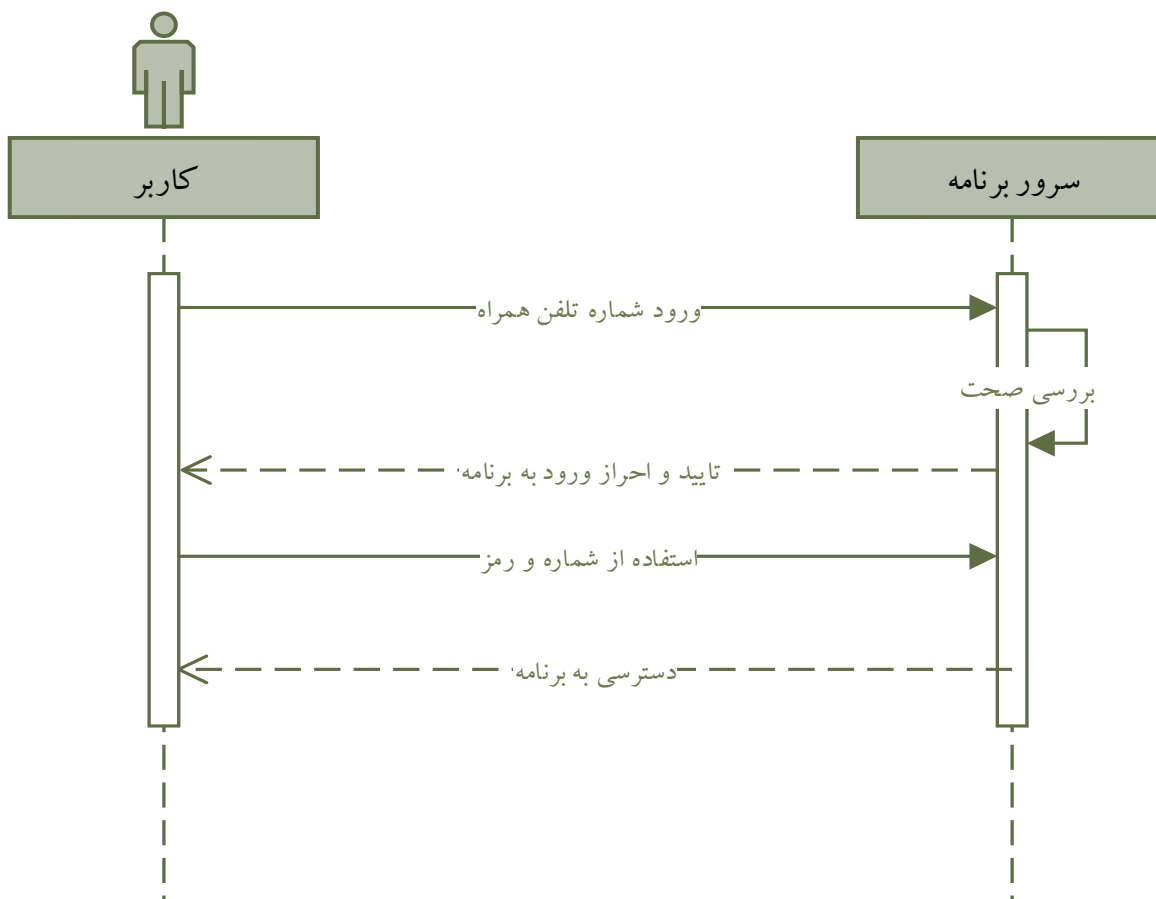 کاربر
سرور برنامه
ورود شماره تلفن همراه
بررسی صحت
تایید و احراز ورود به برنامه
استفاده از شماره و رمز
دسترسی به برنامه